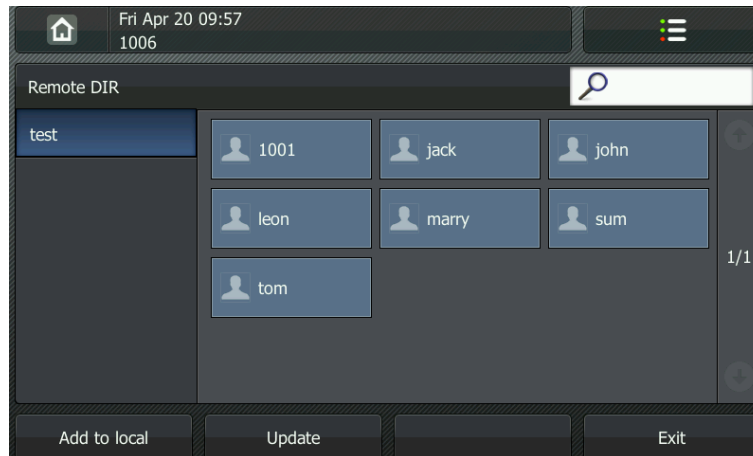 Fri Apr 20 09:57
1006
Remote DIR
test
1001
jack
john
leon
marry
sum
tom
1/1
Add to local
Update
Exit